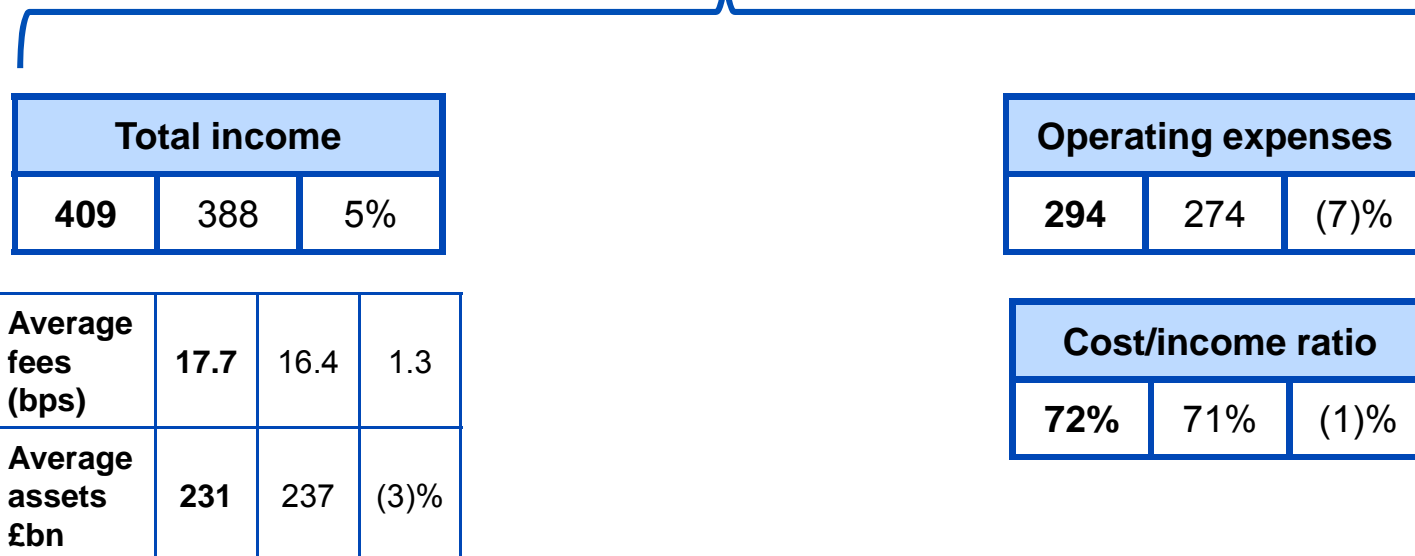 Total income
409 388 5%
Operating expenses
294 274 (7)%
Average
fees
(bps)
17.7 16.4 1.3
Average
assets
£bn
231 237 (3)%
Cost/income ratio
72% 71% (1)%